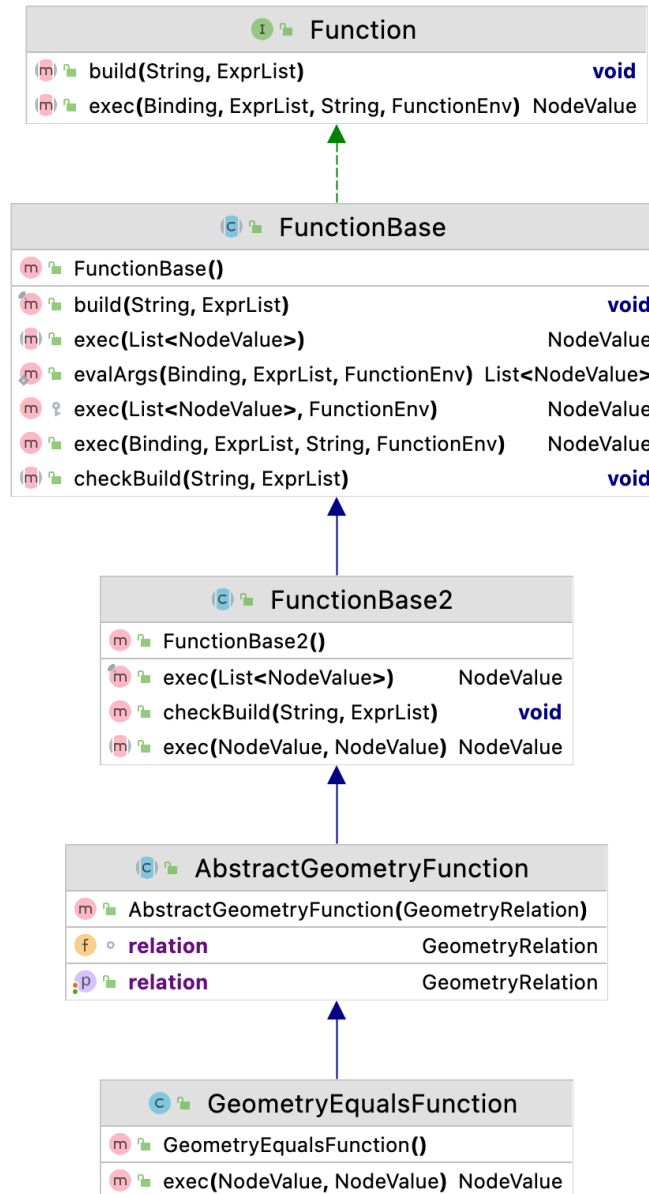 I Function
m build(String, ExprList) void
m exec(Binding, ExprList, String, FunctionEnv) NodeValue
C FunctionBase
m FunctionBase()
m build(String, ExprList) void
m exec(List<NodeValue>) NodeValue
m evalArgs(Binding, ExprList, FunctionEnv) List<NodeValue>
m exec(List<NodeValue>, FunctionEnv) NodeValue
m exec(Binding, ExprList, String, FunctionEnv) NodeValue
m checkBuild(String, ExprList) void
C FunctionBase2
m FunctionBase2()
m exec(List<NodeValue>) NodeValue
m checkBuild(String, ExprList) void
m exec(NodeValue, NodeValue) NodeValue
C AbstractGeometryFunction
m AbstractGeometryFunction(GeometryRelation)
f relation GeometryRelation
p relation GeometryRelation
C GeometryEqualsFunction
m GeometryEqualsFunction()
m exec(NodeValue, NodeValue) NodeValue